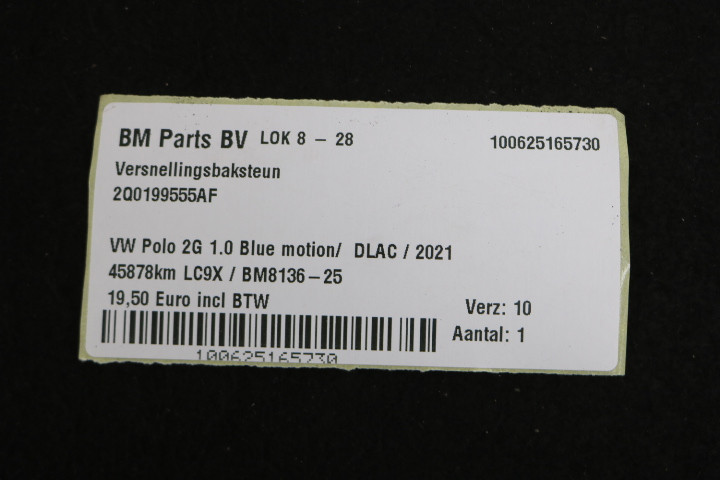 BM Parts BV LOK 8 - 28 100625165730
Versnellingsbaksteun
2Q0199555AF
VW Polo 2G 1.0 Blue motion/ DLAC / 2021
45878km LC9X / BM8136-25
19,50 Euro incl BTW
Verz: 10
Aantal: 1
100625165730